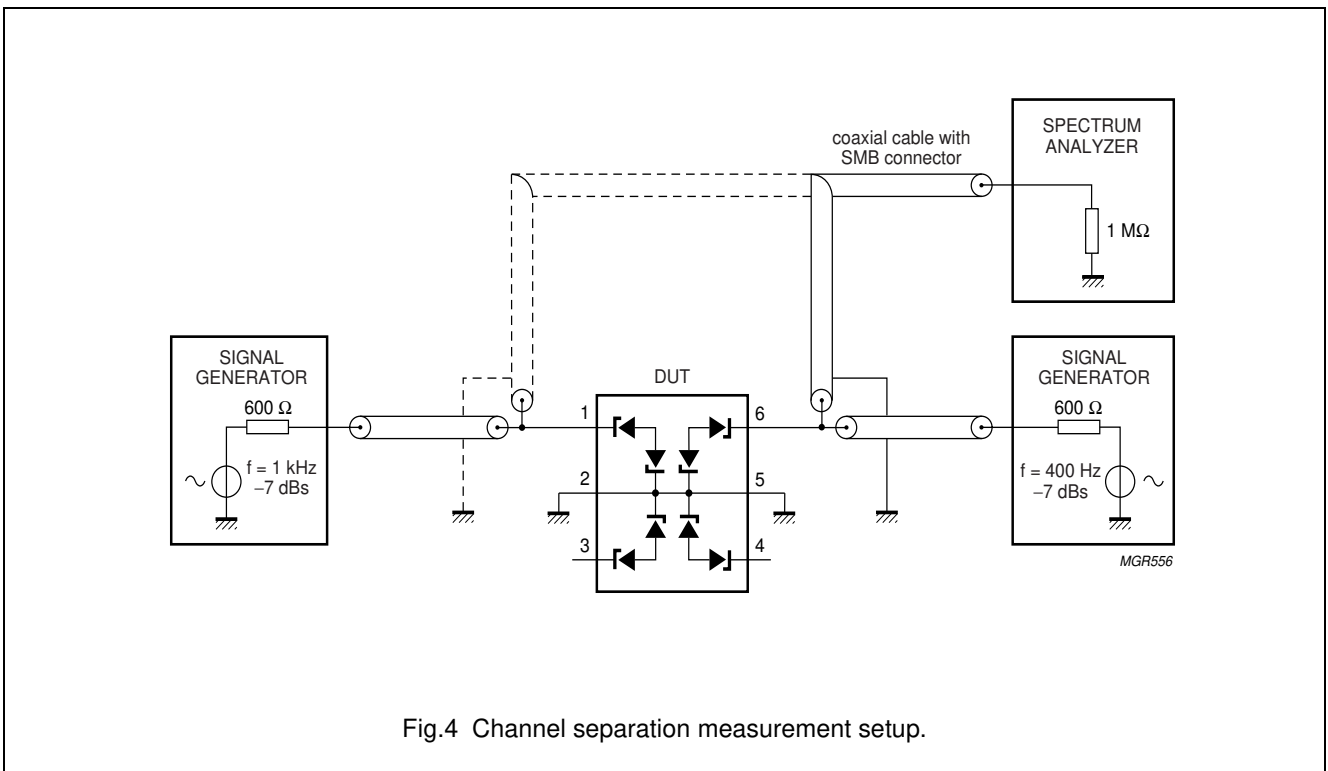 coaxial cable with
SMB connector
SPECTRUM
ANALYZER
1 MΩ
SIGNAL
GENERATOR
600 Ω
f = 1 kHz
−7 dBs
DUT
1
2
3
6
5
4
SIGNAL
GENERATOR
600 Ω
f = 400 Hz
−7 dBs
MGR556
Fig.4 Channel separation measurement setup.